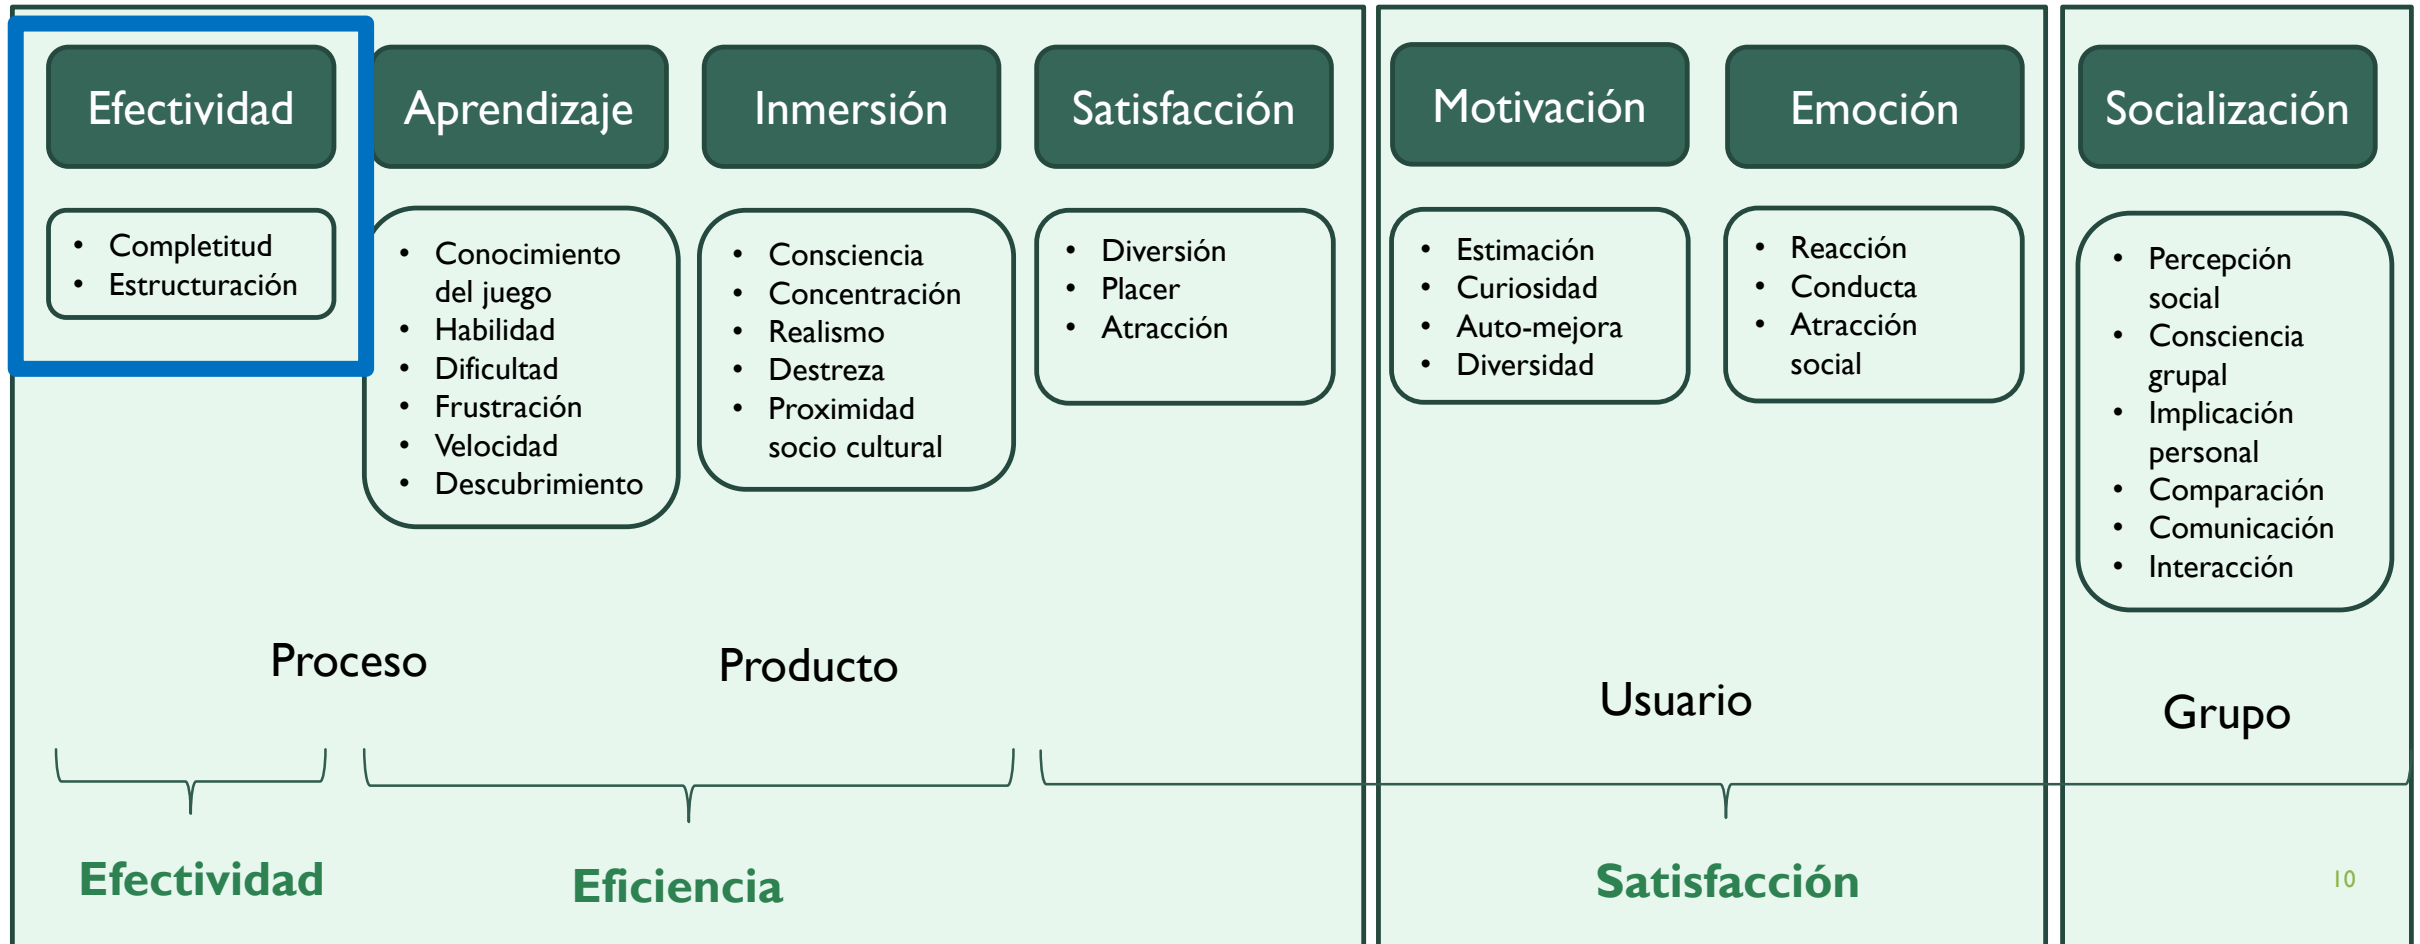 Efectividad
Aprendizaje
Inmersión
Satisfacción
Motivación
Emoción
Socialización
• Completitud
• Estructuración
• Conocimiento
del juego
• Habilidad
• Dificultad
• Frustración
• Velocidad
• Descubrimiento
• Consciencia
• Concentración
• Realismo
• Destreza
• Proximidad
socio cultural
• Diversión
• Placer
• Atracción
• Estimación
• Curiosidad
• Auto-mejora
• Diversidad
• Reacción
• Conducta
• Atracción
social
• Percepción
social
• Consciencia
grupal
• Implicación
personal
• Comparación
• Comunicación
• Interacción
Proceso
Producto
Usuario
Grupo
Efectividad
Eficiencia
Satisfacción
10